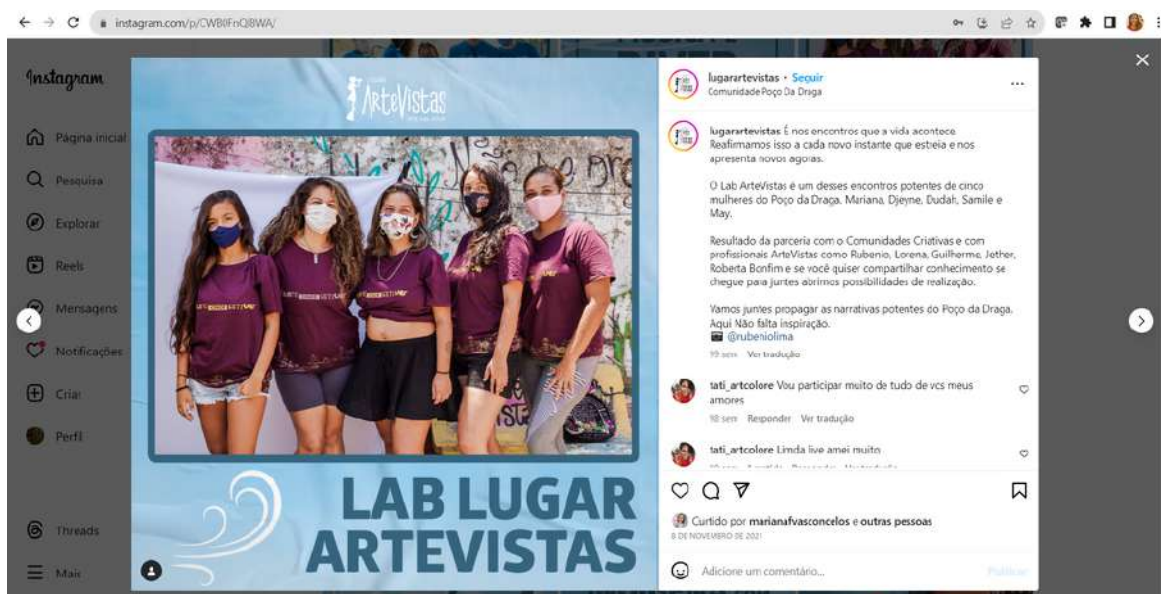 instagram.com/p/CWB0FnQJ8WA/
Instagram
Página inicial
Pesquisa
Explorar
Reels
Mensagens
Notificações
Criar
Perfil
Threads
Mais
ArteVistas
LAB LUGAR
ARTEVISTAS
lugarartevistas • Seguir
Comunidade Poço Da Draga
lugarartevistas É nos encontros que a vida acontece.
Reafirmamos isso a cada novo instante que estreia e nos
apresenta novos agoras.
O Lab ArteVistas é um desses encontros potentes de cinco
mulheres do Poço da Draga, Mariana, Djeyne, Dudah, Samile e
May.
Resultado da parceria com o Comunidades Criativas e com
profissionais ArteVistas como Rubenio, Lorena, Guilherme, Jether,
Roberta Bonfim e se você quiser compartilhar conhecimento se
chegue para juntes abrirmos possibilidades de realização.
Vamos juntes propagar as narrativas potentes do Poço da Draga.
Aqui Não falta inspiração.
📷 @rubeniolima
Ver tradução
tati_artcolore Vou participar muito de tudo de vcs meus
amores
98 sem Responder Ver tradução
tati_artcolore Limda live amei muito
Curtido por marianafvasconcelos e outras pessoas
8 DE NOVEMBRO DE 2021
Adicione um comentário...
Publicar